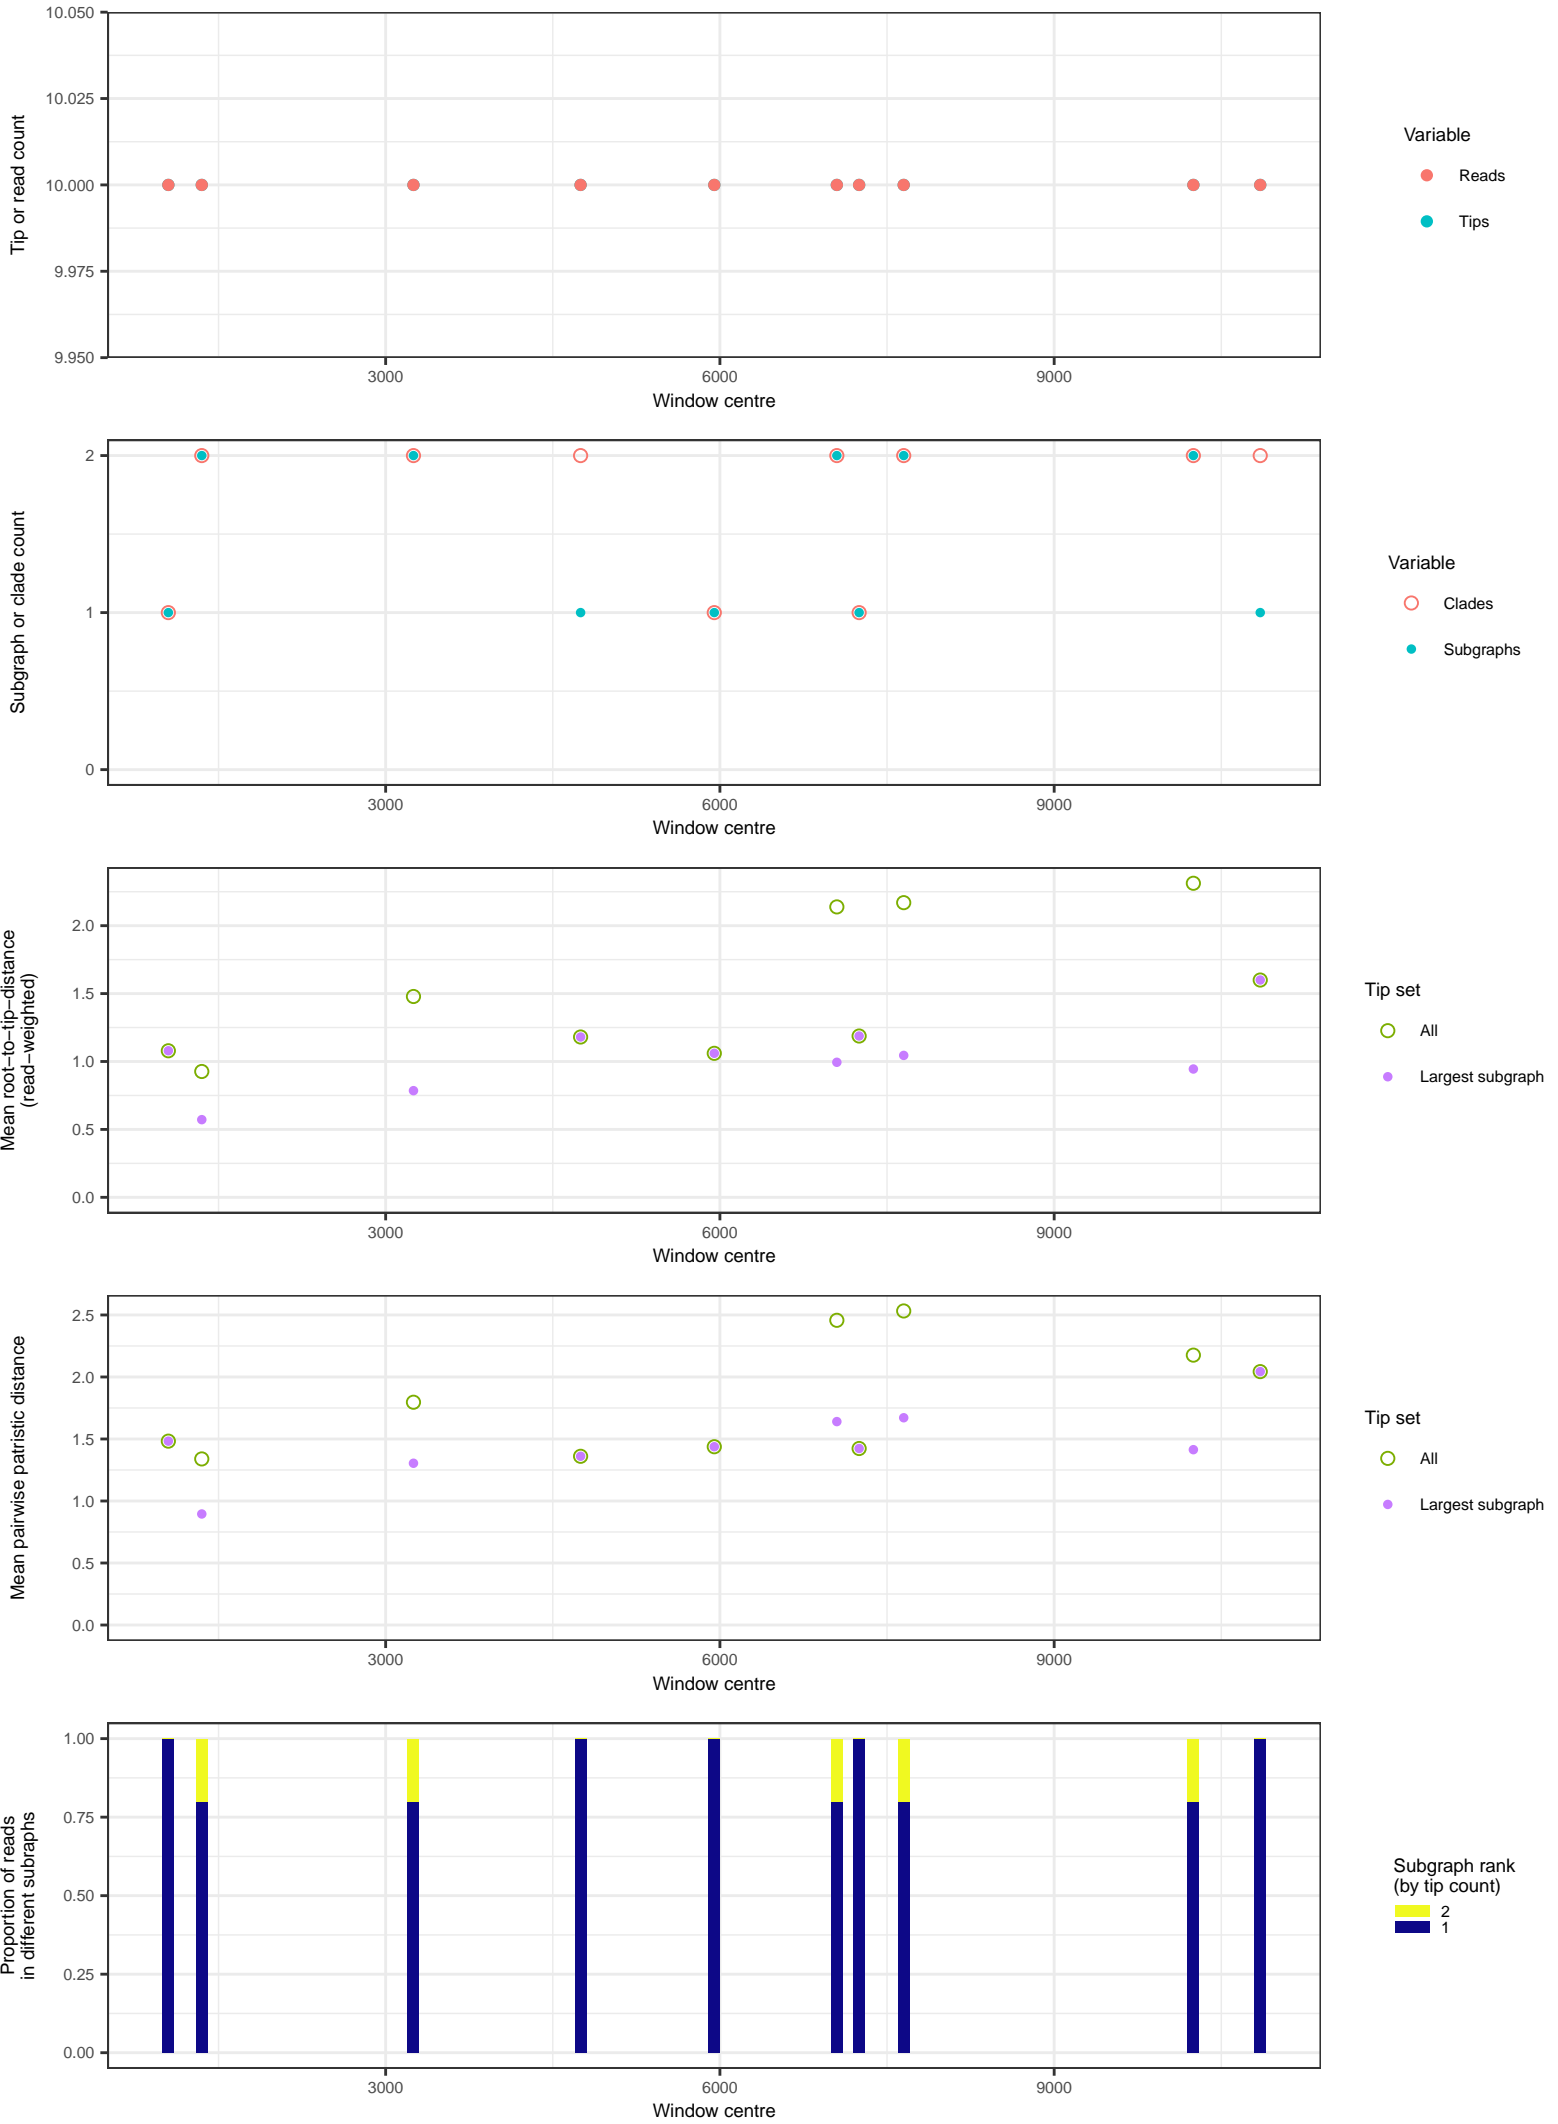 10.050
10.025
10.000
9.975
9.950
Tip or read count
3000
6000
9000
Window centre
Variable
Reads
Tips
2
1
0
Subgraph or clade count
3000
6000
9000
Window centre
Variable
Clades
Subgraphs
2.0
1.5
1.0
0.5
0.0
Mean root−to−tip−distance
(read−weighted)
3000
6000
9000
Window centre
Tip set
All
Largest subgraph
2.5
2.0
1.5
1.0
0.5
0.0
Mean pairwise patristic distance
3000
6000
9000
Window centre
Tip set
All
Largest subgraph
1.00
0.75
0.50
0.25
0.00
Proportion of reads
in different subraphs
3000
6000
9000
Window centre
Subgraph rank
(by tip count)
2
1